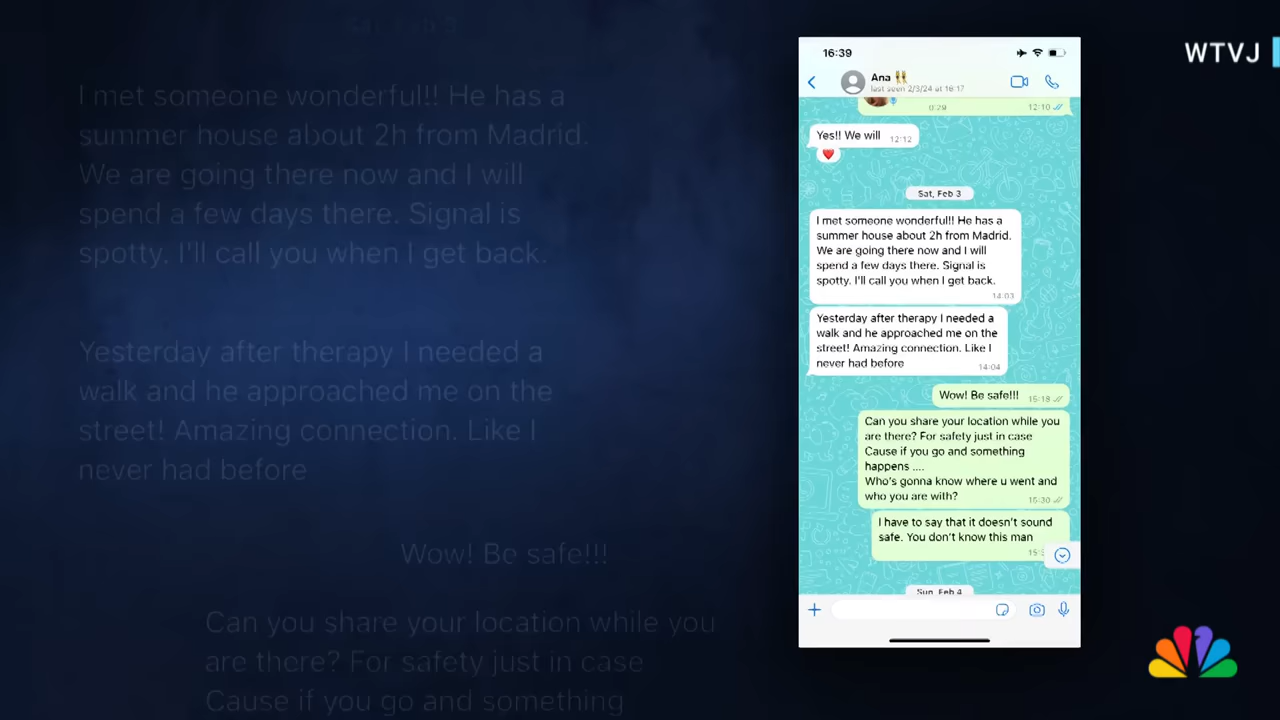 I met someone wonderful!! He has a
summer house about 2h from Madrid.
We are going there now and I will
spend a few days there. Signal is
spotty. I'll call you when I get back.
Yesterday after therapy I needed a
walk and he approached me on the
street! Amazing connection. Like I
never had before
Wow! Be safe!!!
Can you share your location while you
are there? For safety just in case
Cause if you go and something
16:39
Ana
last seen 2/3/24 at 16:17
0:29 12:10
Yes!! We will 12:12
Sat, Feb 3
I met someone wonderful!! He has a
summer house about 2h from Madrid.
We are going there now and I will
spend a few days there. Signal is
spotty. I'll call you when I get back.
14:03
Yesterday after therapy I needed a
walk and he approached me on the
street! Amazing connection. Like I
never had before 14:04
Wow! Be safe!!! 15:18
Can you share your location while you
are there? For safety just in case
Cause if you go and something
happens ....
Who's gonna know where u went and
who you are with? 15:30
I have to say that it doesn't sound
safe. You don't know this man
Sun, Feb 4
WTVJ